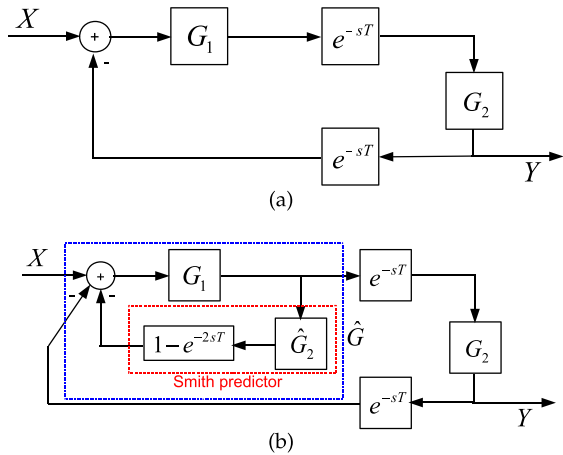 X
+
-
G₁
e^{-sT}
G₂
e^{-sT}
Y
(a)
X
+
-
-
G₁
e^{-sT}
1-e^{-2sT}
Ĝ₂
Ĝ
G₂
Smith predictor
e^{-sT}
Y
(b)